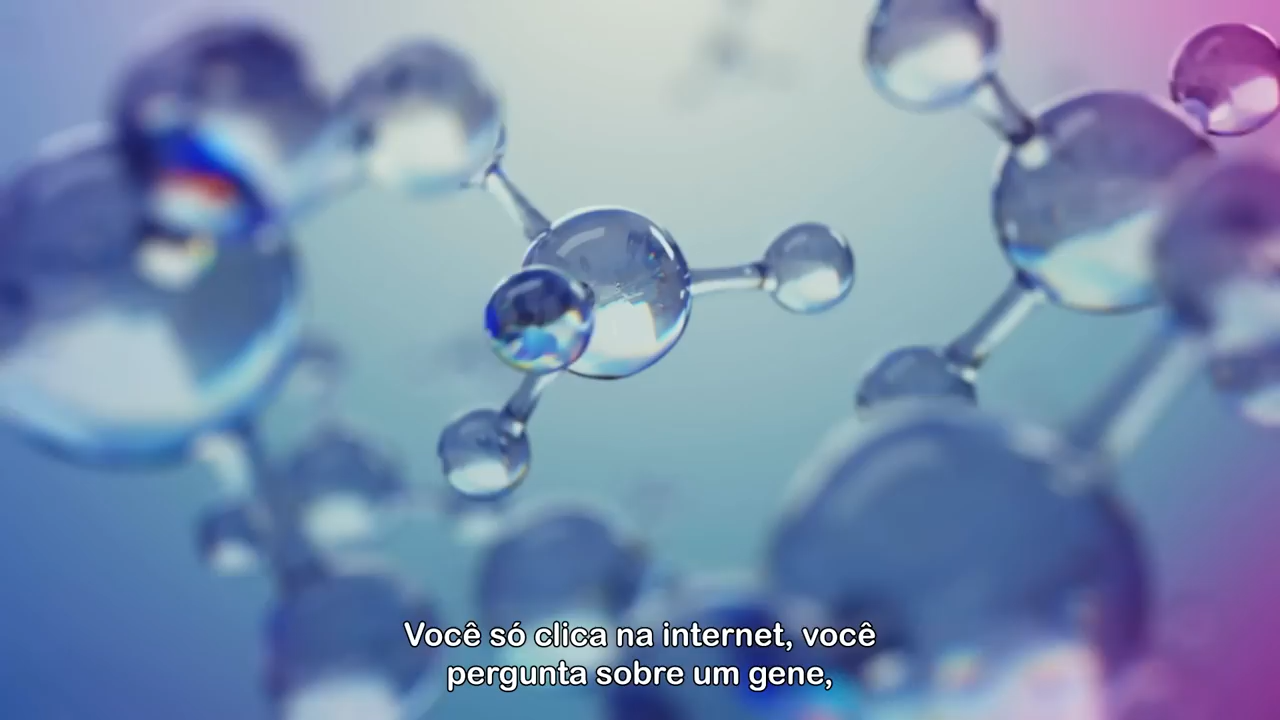 Você só clica na internet, você
pergunta sobre um gene,